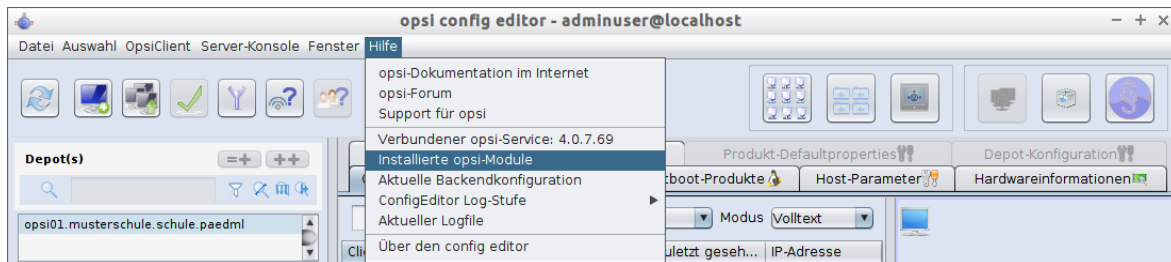 opsi config editor - adminuser@localhost
Datei Auswahl OpsiClient Server-Konsole Fenster Hilfe
opsi-Dokumentation im Internet
opsi-Forum
Support für opsi
Verbundener opsi-Service: 4.0.7.69
Installierte opsi-Module
Aktuelle Backendkonfiguration
ConfigEditor Log-Stufe
Aktueller Logfile
Über den config editor
Depot(s)
opsi01.musterschule.schule.paedml
Produkt-Defaultproperties
Depot-Konfiguration
tboot-Produkte
Host-Parameter
Hardwareinformationen
Modus Volltext
Clie
uletzt geseh...
IP-Adresse